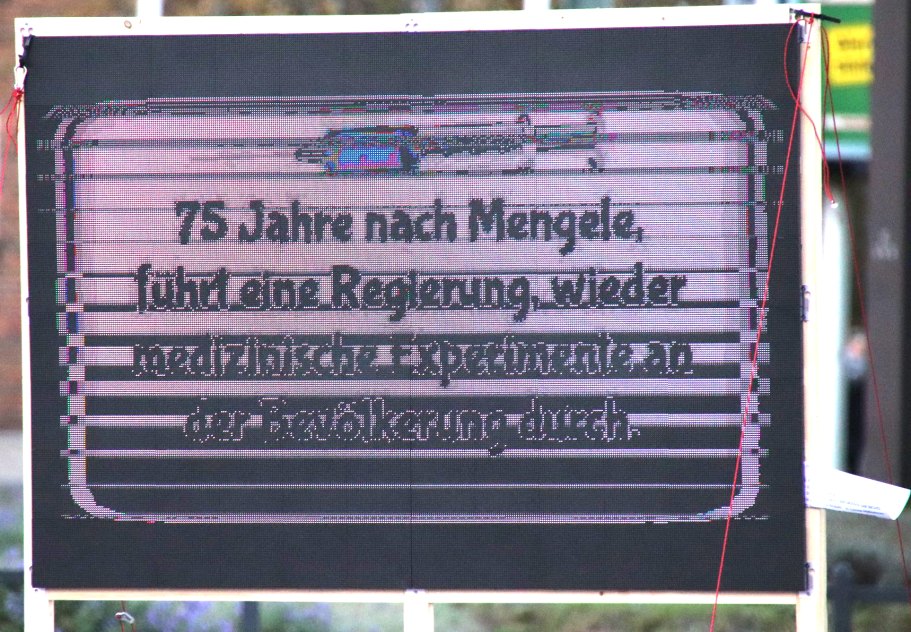 75 Jahre nach Mengele,
führt eine Regierung, wieder
medizinische Experimente an
der Bevölkerung durch.